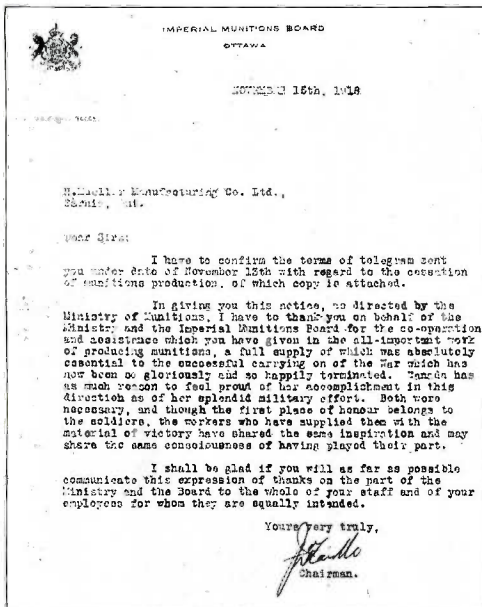 IMPERIAL MUNITIONS BOARD
OTTAWA
NOVEMBER 15th, 1918
H.Mueller Manufacturing Co. Ltd.,
Sarnia, Ont.
Dear Sirs:
I have to confirm the terms of telegram sent
you under date of November 13th with regard to the cessation
of munitions production, of which copy is attached.
In giving you this notice, as directed by the
Ministry of Munitions, I have to thank you on behalf of the
Ministry and the Imperial Munitions Board for the co-operation
and assistance which you have given in the all-important work
of producing munitions, a full supply of which was absolutely
essential to the successful carrying on of the War which has
now been so gloriously and so happily terminated. Canada has
as much reason to feel proud of her accomplishment in this
direction as of her splendid military effort. Both were
necessary, and though the first place of honour belongs to
the soldiers, the workers who have supplied them with the
material of victory have shared the same inspiration and may
share the same consciousness of having played their part.
I shall be glad if you will as far as possible
communicate this expression of thanks on the part of the
Ministry and the Board to the whole of your staff and of your
employees for whom they are equally intended.
Yours very truly,
Chairman.